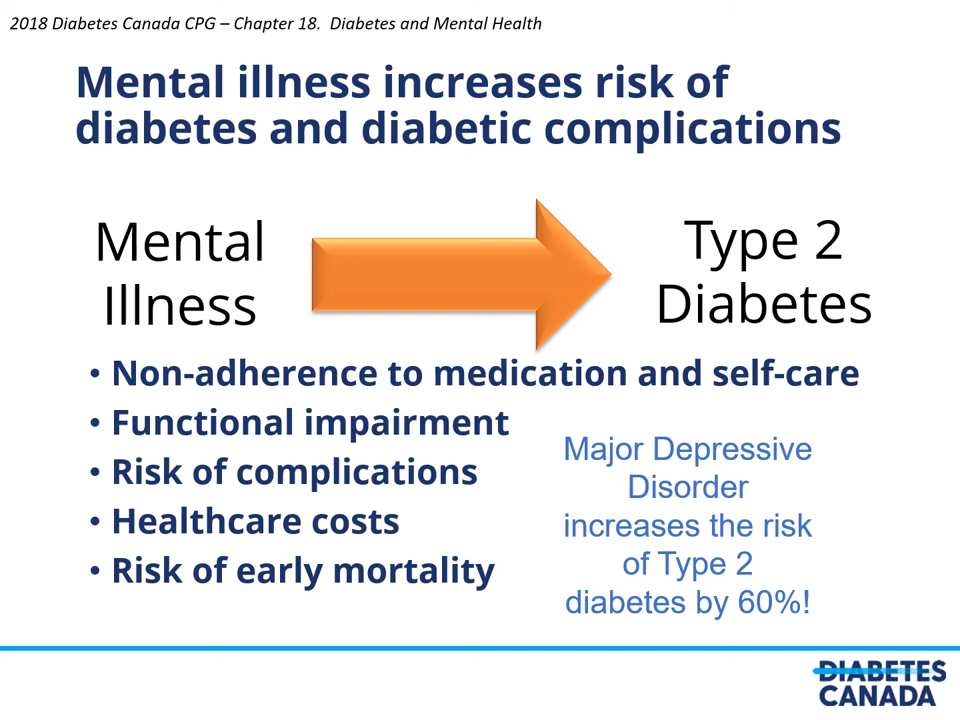 2018 Diabetes Canada CPG – Chapter 18. Diabetes and Mental Health
Mental illness increases risk of
diabetes and diabetic complications
Mental
Illness
Type 2
Diabetes
• Non-adherence to medication and self-care
• Functional impairment
• Risk of complications
• Healthcare costs
• Risk of early mortality
Major Depressive
Disorder
increases the risk
of Type 2
diabetes by 60%!
DIABETES
CANADA